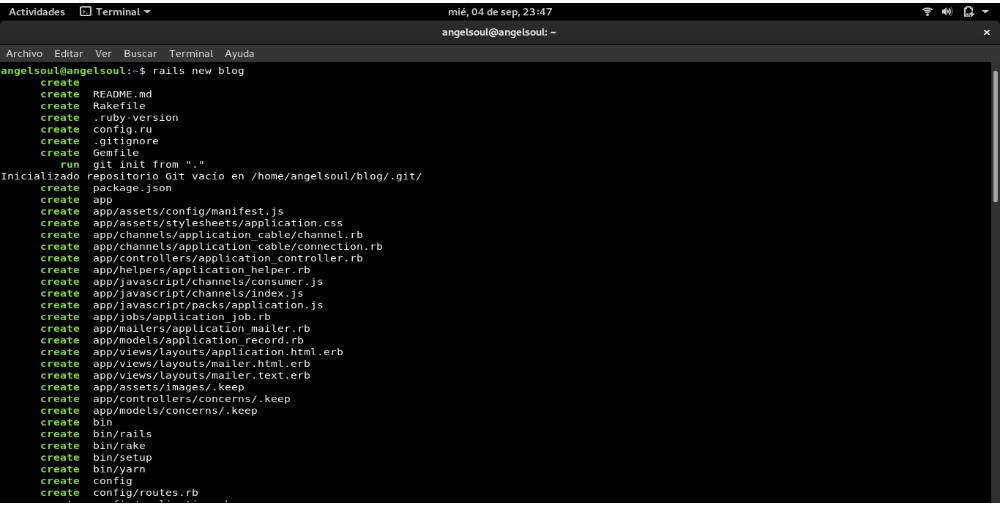 Actividades Terminal mié, 04 de sep, 23:47
angelsoul@angelsoul: ~ ×
Archivo Editar Ver Buscar Terminal Ayuda
angelsoul@angelsoul:~$ rails new blog
create
create README.md
create Rakefile
create .ruby-version
create config.ru
create .gitignore
create Gemfile
run git init from "."
Inicializado repositorio Git vacío en /home/angelsoul/blog/.git/
create package.json
create app
create app/assets/config/manifest.js
create app/assets/stylesheets/application.css
create app/channels/application_cable/channel.rb
create app/channels/application_cable/connection.rb
create app/controllers/application_controller.rb
create app/helpers/application_helper.rb
create app/javascript/channels/consumer.js
create app/javascript/channels/index.js
create app/javascript/packs/application.js
create app/jobs/application_job.rb
create app/mailers/application_mailer.rb
create app/models/application_record.rb
create app/views/layouts/application.html.erb
create app/views/layouts/mailer.html.erb
create app/views/layouts/mailer.text.erb
create app/assets/images/.keep
create app/controllers/concerns/.keep
create app/models/concerns/.keep
create bin
create bin/rails
create bin/rake
create bin/setup
create bin/yarn
create config
create config/routes.rb